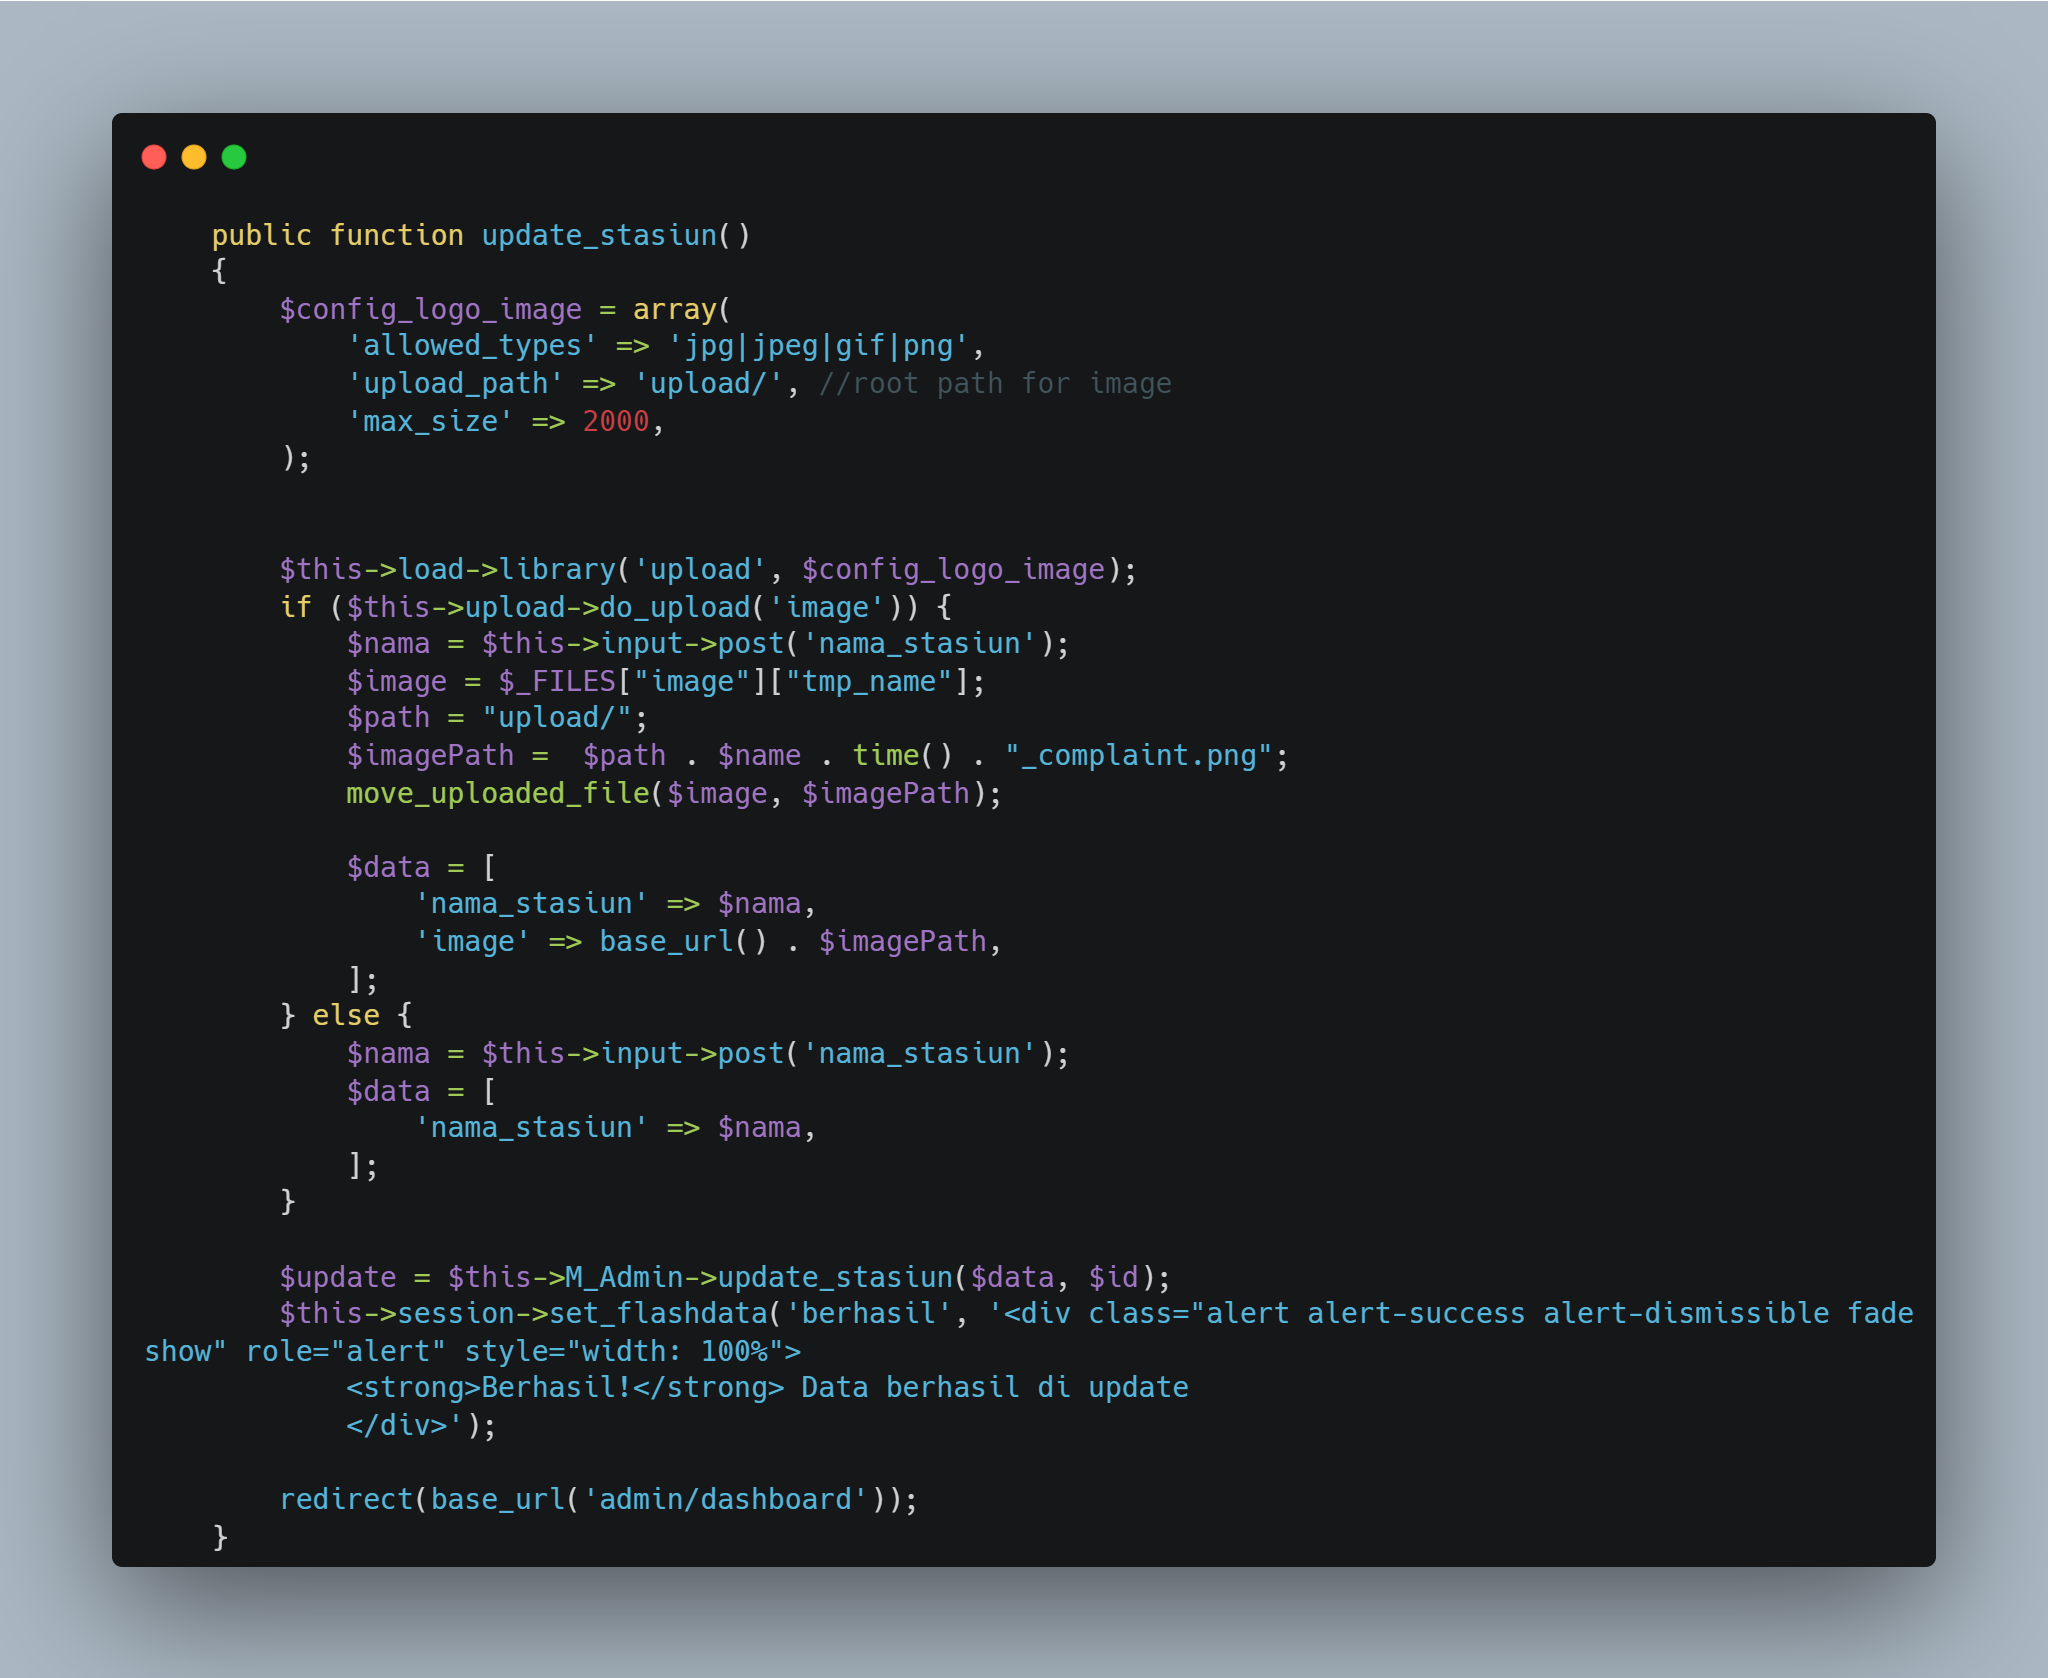 public function update_stasiun()
{
$config_logo_image = array(
'allowed_types' => 'jpg|jpeg|gif|png',
'upload_path' => 'upload/', //root path for image
'max_size' => 2000,
);
$this->load->library('upload', $config_logo_image);
if ($this->upload->do_upload('image')) {
$nama = $this->input->post('nama_stasiun');
$image = $_FILES["image"]["tmp_name"];
$path = "upload/";
$imagePath =  $path . $name . time() . "_complaint.png";
move_uploaded_file($image, $imagePath);
$data = [
'nama_stasiun' => $nama,
'image' => base_url() . $imagePath,
];
} else {
$nama = $this->input->post('nama_stasiun');
$data = [
'nama_stasiun' => $nama,
];
}
$update = $this->M_Admin->update_stasiun($data, $id);
$this->session->set_flashdata('berhasil', '<div class="alert alert-success alert-dismissible fade
show" role="alert" style="width: 100%">
<strong>Berhasil!</strong> Data berhasil di update
</div>');
redirect(base_url('admin/dashboard'));
}